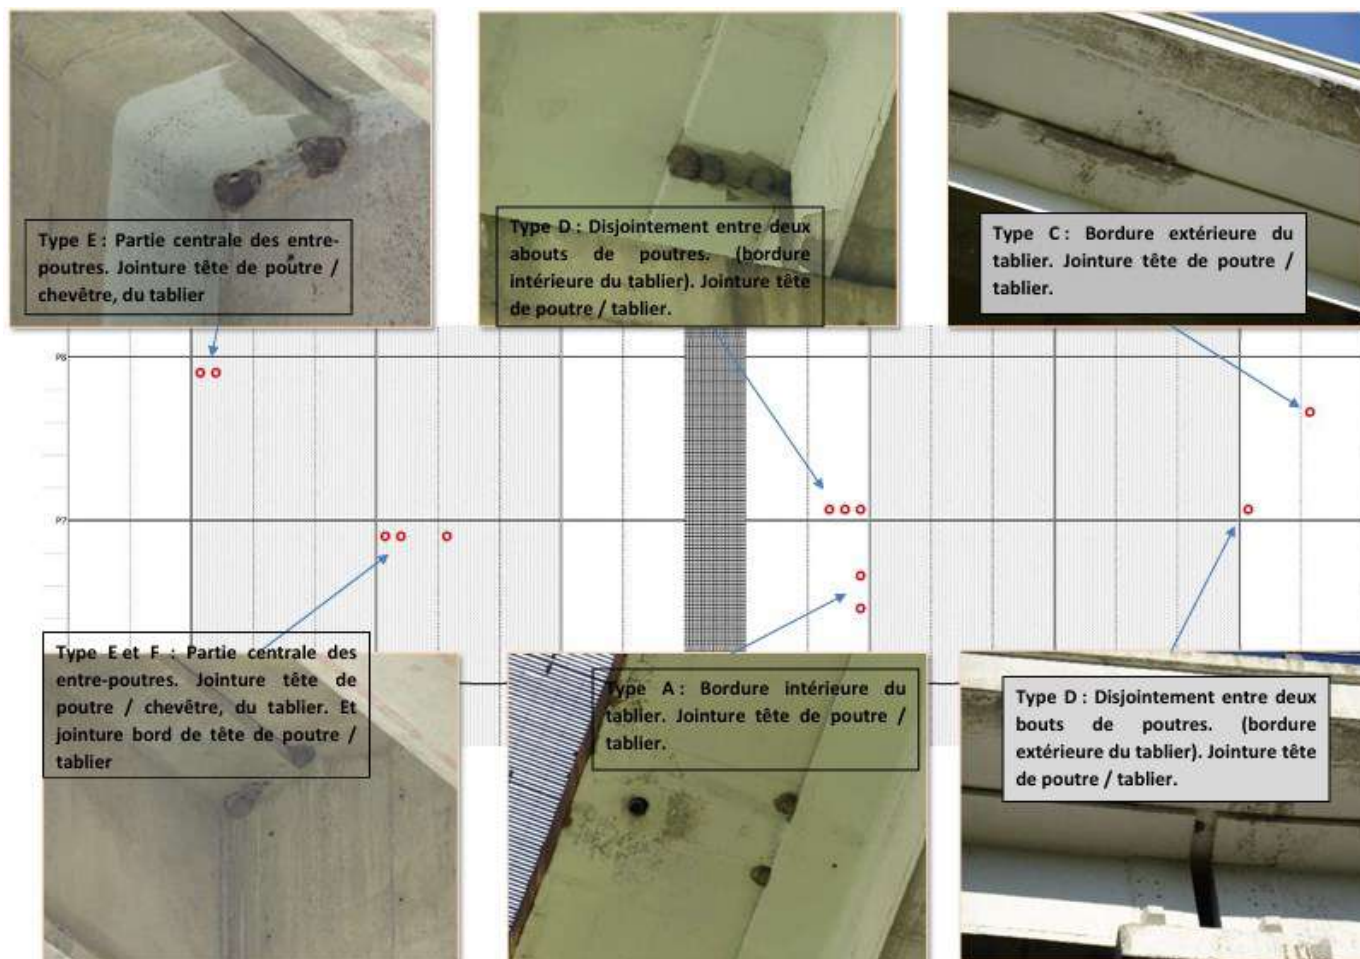 Type E : Partie centrale des entre-
poutres. Jointure tête de poutre /
chevêtre, du tablier
Type D : Disjointement entre deux
abouts de poutres. (bordure
intérieure du tablier). Jointure tête
de poutre / tablier.
Type C : Bordure extérieure du
tablier. Jointure tête de poutre /
tablier.
P8
P7
Type E et F : Partie centrale des
entre-poutres. Jointure tête de
poutre / chevêtre, du tablier. Et
jointure bord de tête de poutre /
tablier
Type A : Bordure intérieure du
tablier. Jointure tête de poutre /
tablier.
Type D : Disjointement entre deux
bouts de poutres. (bordure
extérieure du tablier). Jointure tête
de poutre / tablier.